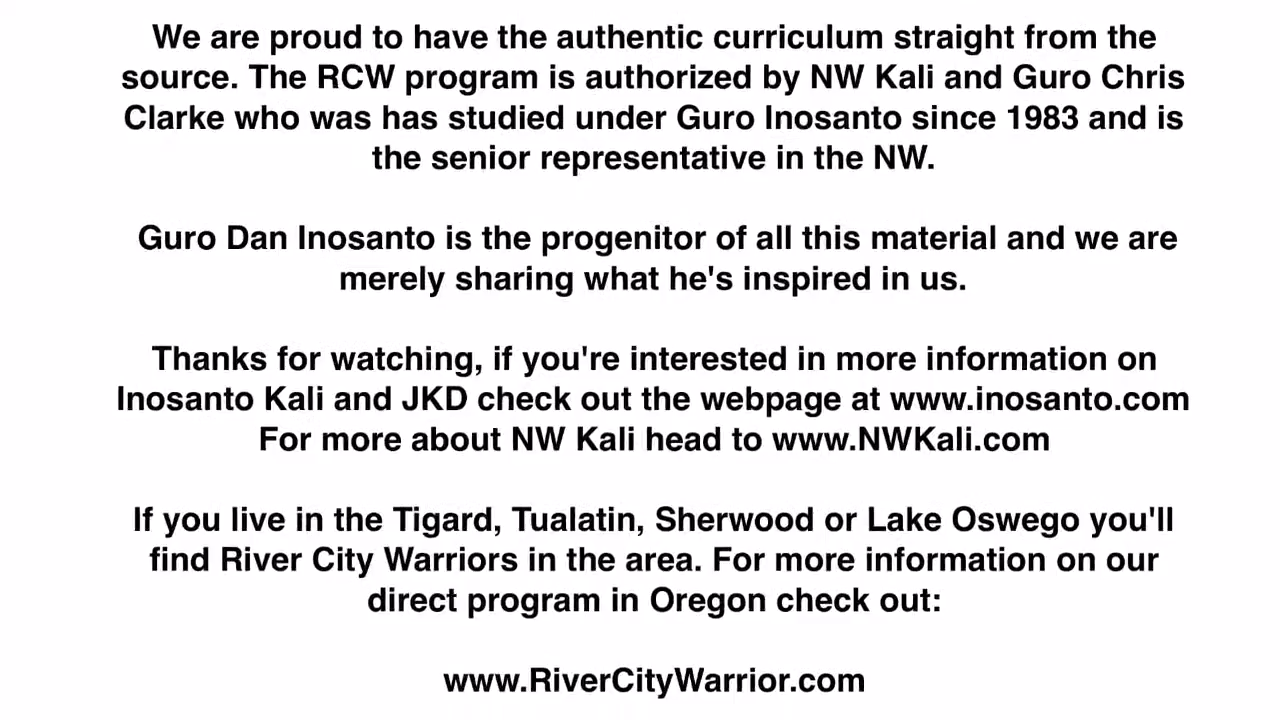 We are proud to have the authentic curriculum straight from the
source. The RCW program is authorized by NW Kali and Guro Chris
Clarke who was has studied under Guro Inosanto since 1983 and is
the senior representative in the NW.
Guro Dan Inosanto is the progenitor of all this material and we are
merely sharing what he's inspired in us.
Thanks for watching, if you're interested in more information on
Inosanto Kali and JKD check out the webpage at www.inosanto.com
For more about NW Kali head to www.NWKali.com
If you live in the Tigard, Tualatin, Sherwood or Lake Oswego you'll
find River City Warriors in the area. For more information on our
direct program in Oregon check out:
www.RiverCityWarrior.com